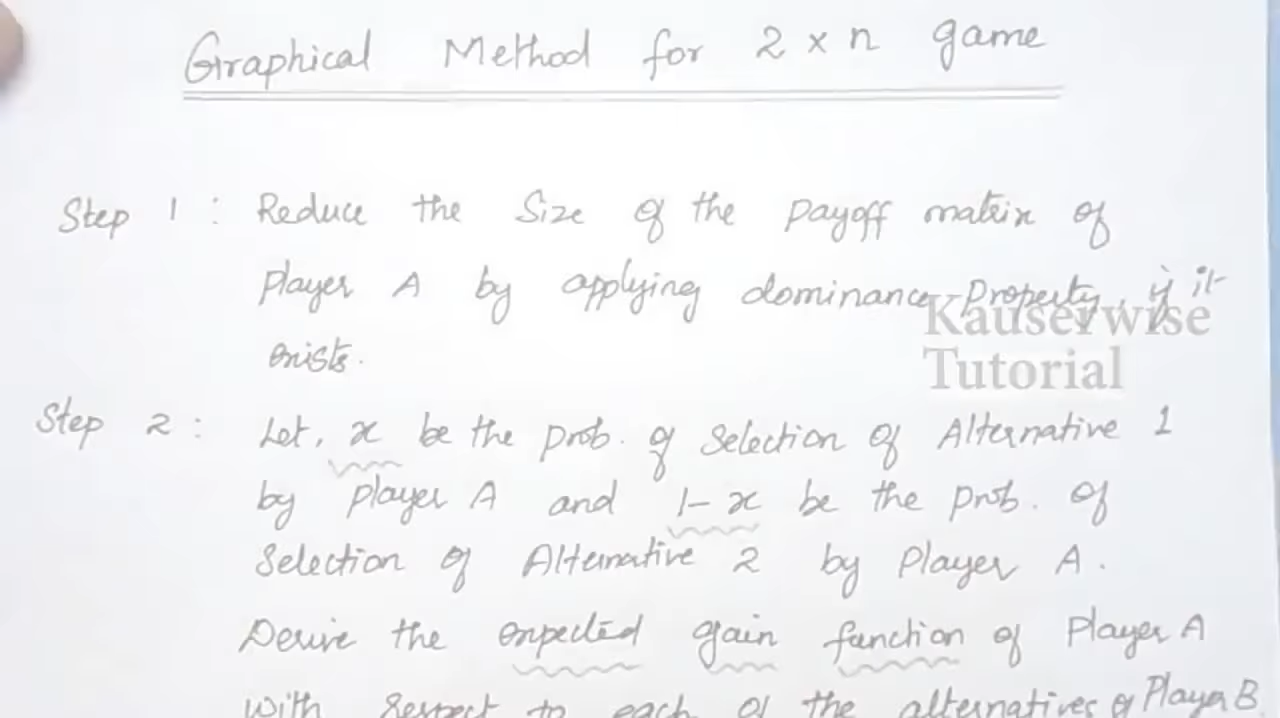 Graphical Method for 2 x n game
Step 1 : Reduce the Size of the Payoff matrix of
Player A by applying dominance Property, if it
exists.
Kauserwise
Tutorial
Step 2 : Let, x be the prob. of Selection of Alternative 1
by player A and 1-x be the prob. of
Selection of Alternative 2 by Player A.
Derive the expected gain function of Player A
With Respect to each of the alternatives of Player B